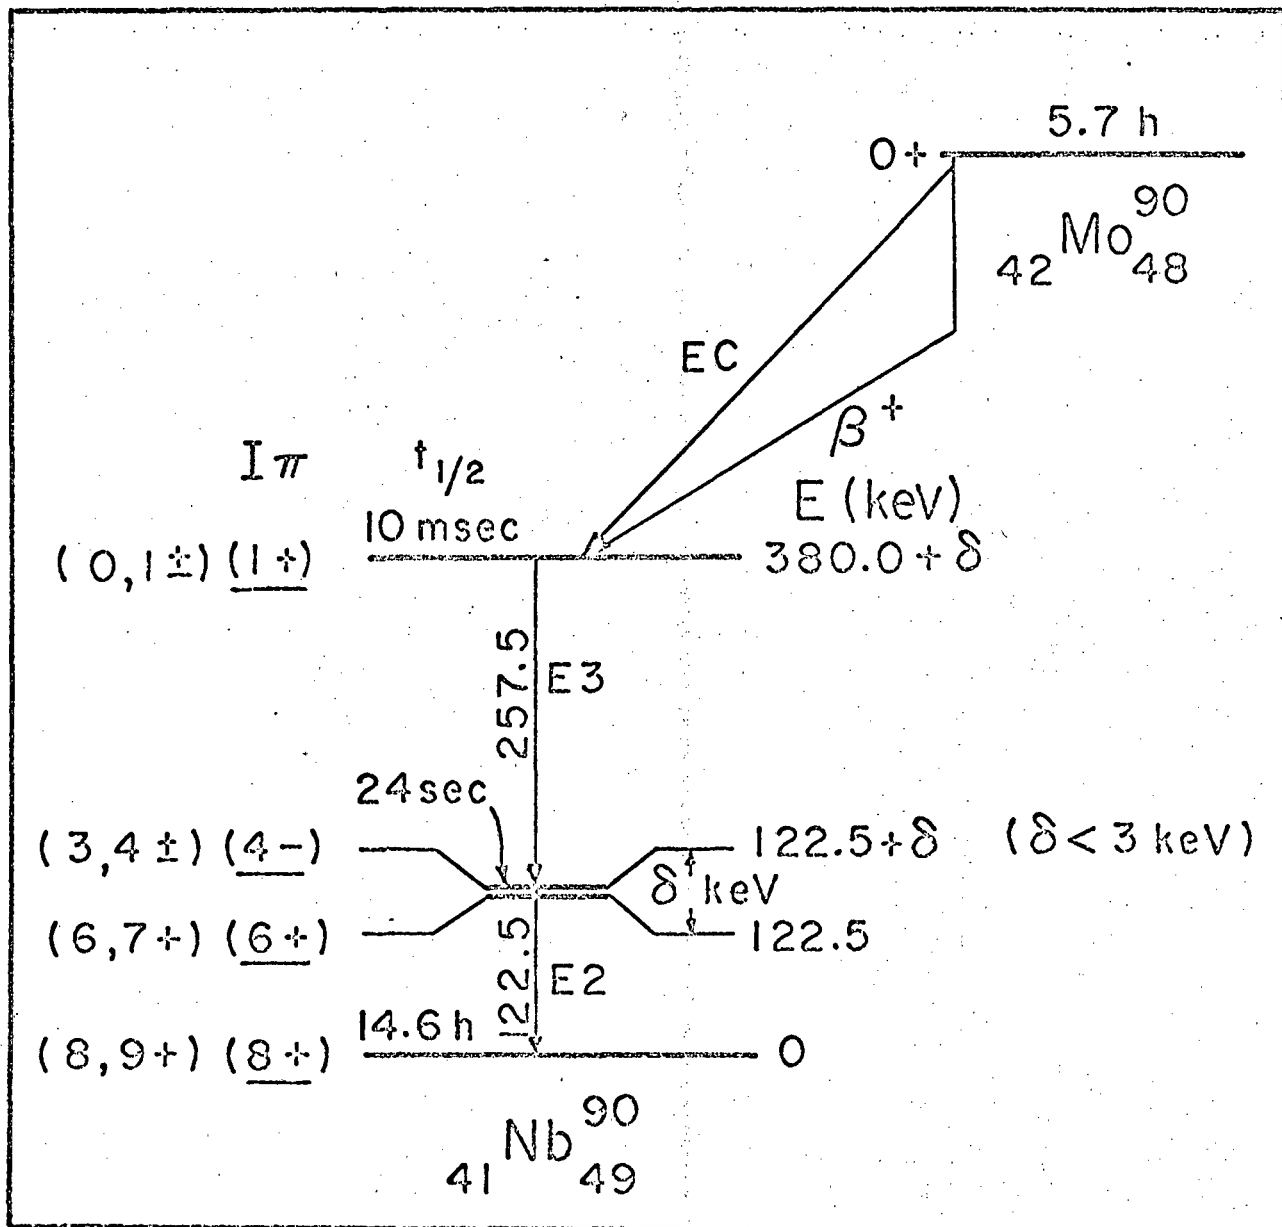 5.7 h
0+
42 Mo 90 48
EC
β+
Iπ
t1/2
E (keV)
10 msec
(0,1±) (1+)
380.0+δ
257.5
E3
24 sec
(3,4±) (4-)
122.5+δ (δ< 3 keV)
δ keV
(6,7+) (6+)
122.5
122.5
E2
14.6 h
(8,9+) (8+)
0
41 Nb 90 49